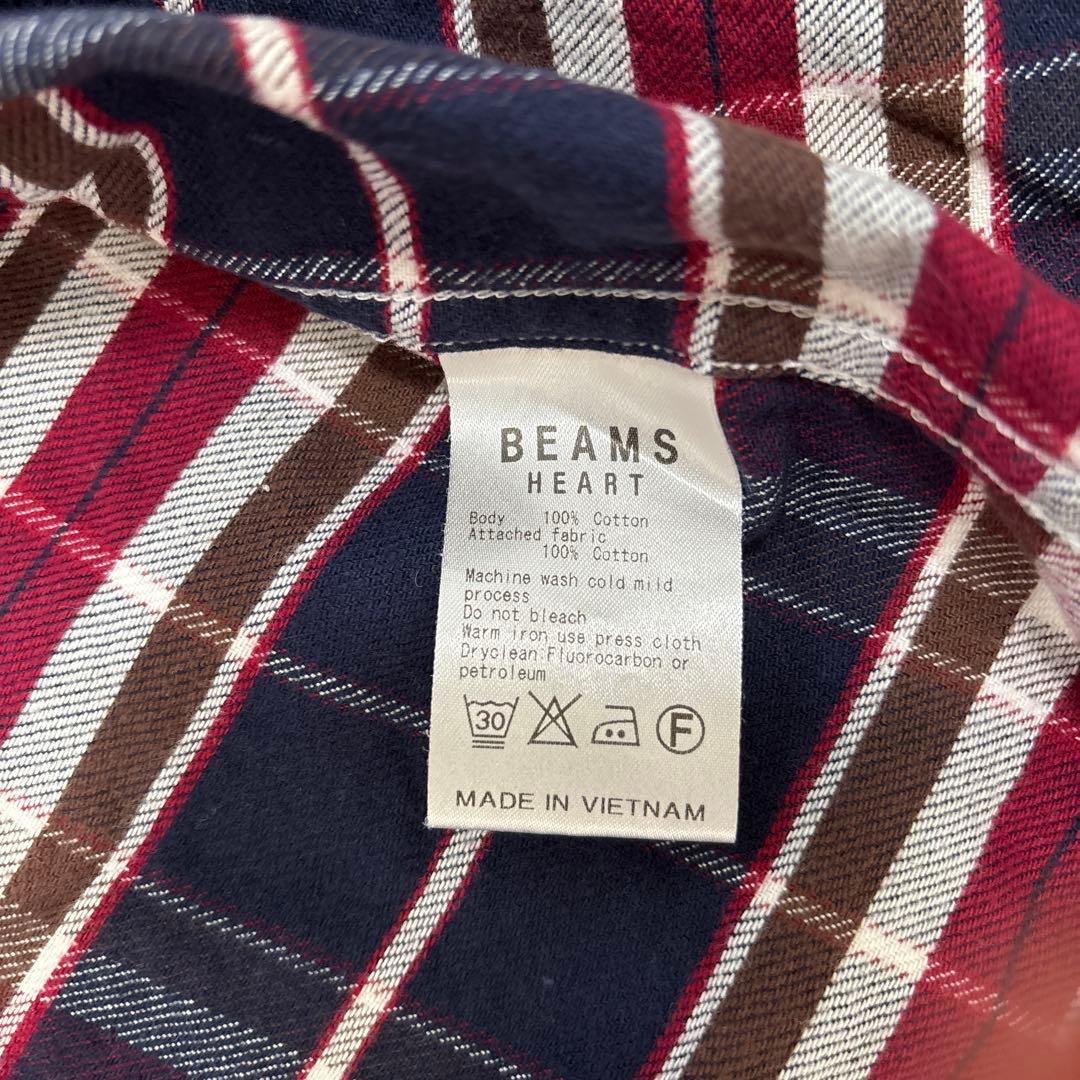 BEAMS
HEART
Body 100% Cotton
Attached fabric
100% Cotton
Machine wash cold mild
process
Do not bleach
Warm iron use press cloth
Dryclean Fluorocarbon or
petroleum
30
F
MADE IN VIETNAM